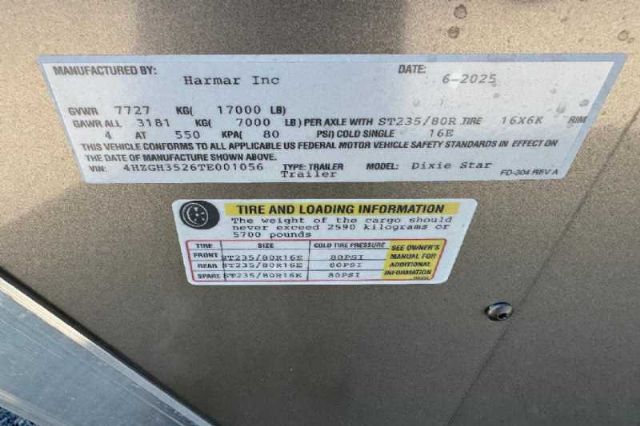 MANUFACTURED BY: Harmar Inc DATE: 6-2025
GVWR 7727 KG( 17000 LB)
GAWR ALL 3181 KG( 7000 LB) PER AXLE WITH ST235/80R TIRE 16X6K RIM
4 AT 550 KPA( 80 PSI) COLD SINGLE 16E
THIS VEHICLE CONFORMS TO ALL APPLICABLE US FEDERAL MOTOR VEHICLE SAFETY STANDARDS IN EFFECT ON
THE DATE OF MANUFACTURE SHOWN ABOVE.
VIN: 4HZGH3526TE001056 TYPE: TRAILER MODEL: Dixie Star
Trailer FD-304 REV A
TIRE AND LOADING INFORMATION
The weight of the cargo should
never exceed 2590 kilograms or
5700 pounds
TIRE SIZE COLD TIRE PRESSURE SEE OWNER'S
FRONT ST235/80R16E 80PSI MANUAL FOR
REAR ST235/80R16E 80PSI ADDITIONAL
SPARE ST235/80R16K 80PSI INFORMATION